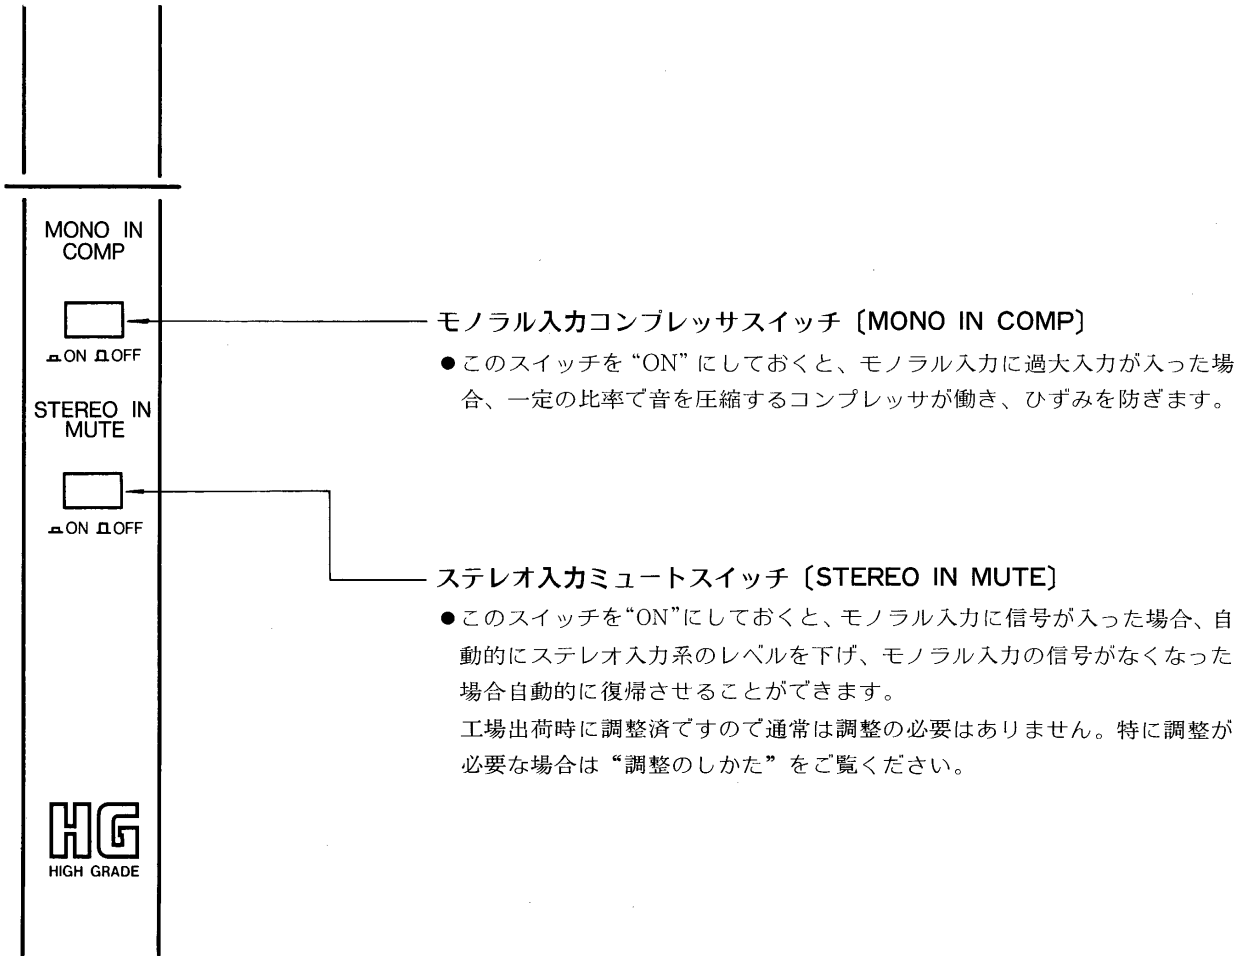 MONO IN
COMP
ON OFF
STEREO IN
MUTE
ON OFF
HG
HIGH GRADE
モノラル入力コンプレッサスイッチ〔MONO IN COMP〕
●このスイッチを“ON”にしておくと、モノラル入力に過大入力が入った場
合、一定の比率で音を圧縮するコンプレッサが働き、ひずみを防ぎます。
ステレオ入力ミュートスイッチ〔STEREO IN MUTE〕
●このスイッチを“ON”にしておくと、モノラル入力に信号が入った場合、自
動的にステレオ入力系のレベルを下げ、モノラル入力の信号がなくなった
場合自動的に復帰させることができます。
工場出荷時に調整済ですので通常は調整の必要はありません。特に調整が
必要な場合は“調整のしかた”をご覧ください。